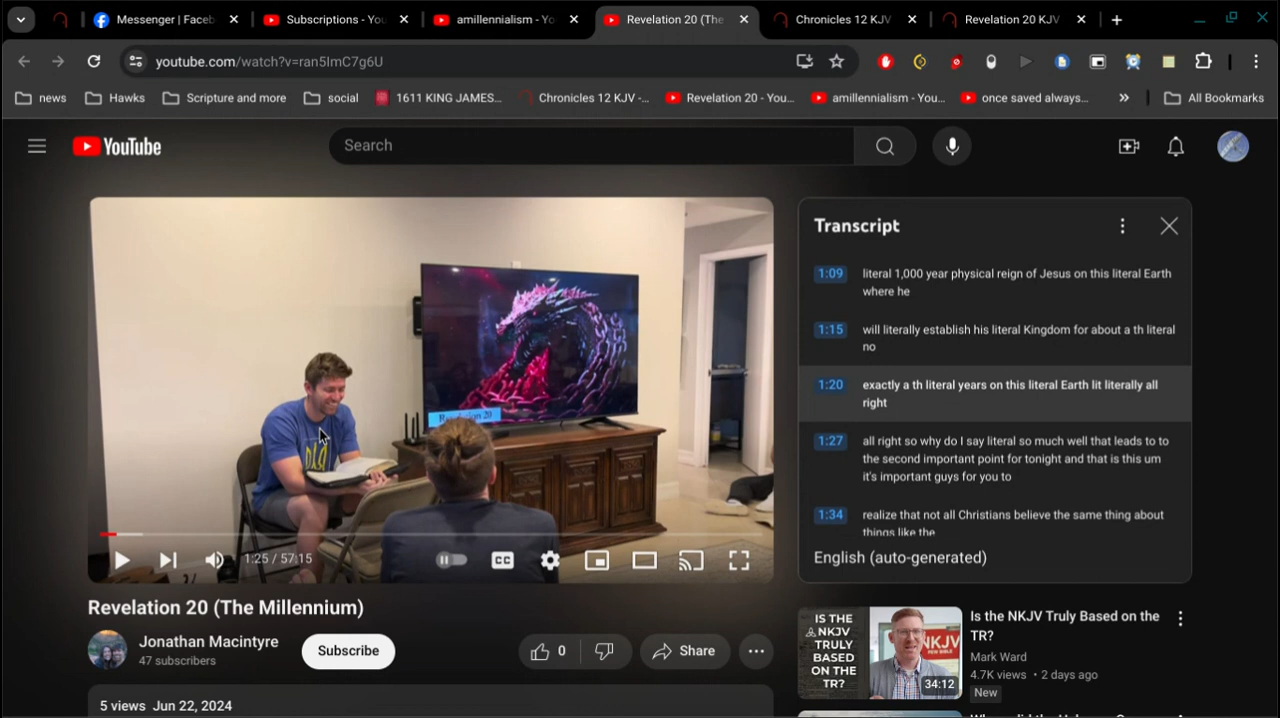 Messenger | Faceb
Subscriptions - You
amillennialism - Yo
Revelation 20 (The
Chronicles 12 KJV
Revelation 20 KJV
youtube.com/watch?v=ran5lmC7g6U
news
Hawks
Scripture and more
social
1611 KING JAMES...
Chronicles 12 KJV -...
Revelation 20 - You...
amillennialism - You...
once saved always...
All Bookmarks
YouTube
Search
Revelation 20
Transcript
1:09 literal 1,000 year physical reign of Jesus on this literal Earth
where he
1:15 will literally establish his literal Kingdom for about a th literal
no
1:20 exactly a th literal years on this literal Earth lit literally all
right
1:27 all right so why do I say literal so much well that leads to to
the second important point for tonight and that is this um
it's important guys for you to
1:34 realize that not all Christians believe the same thing about
things like the
English (auto-generated)
1:25 / 57:15
CC
Revelation 20 (The Millennium)
Jonathan Macintyre
47 subscribers
Subscribe
0
Share
5 views Jun 22, 2024
IS THE
NKJV
TRULY
BASED
ON THE
TR?
NKJV
34:12
Is the NKJV Truly Based on the
TR?
Mark Ward
4.7K views • 2 days ago
New